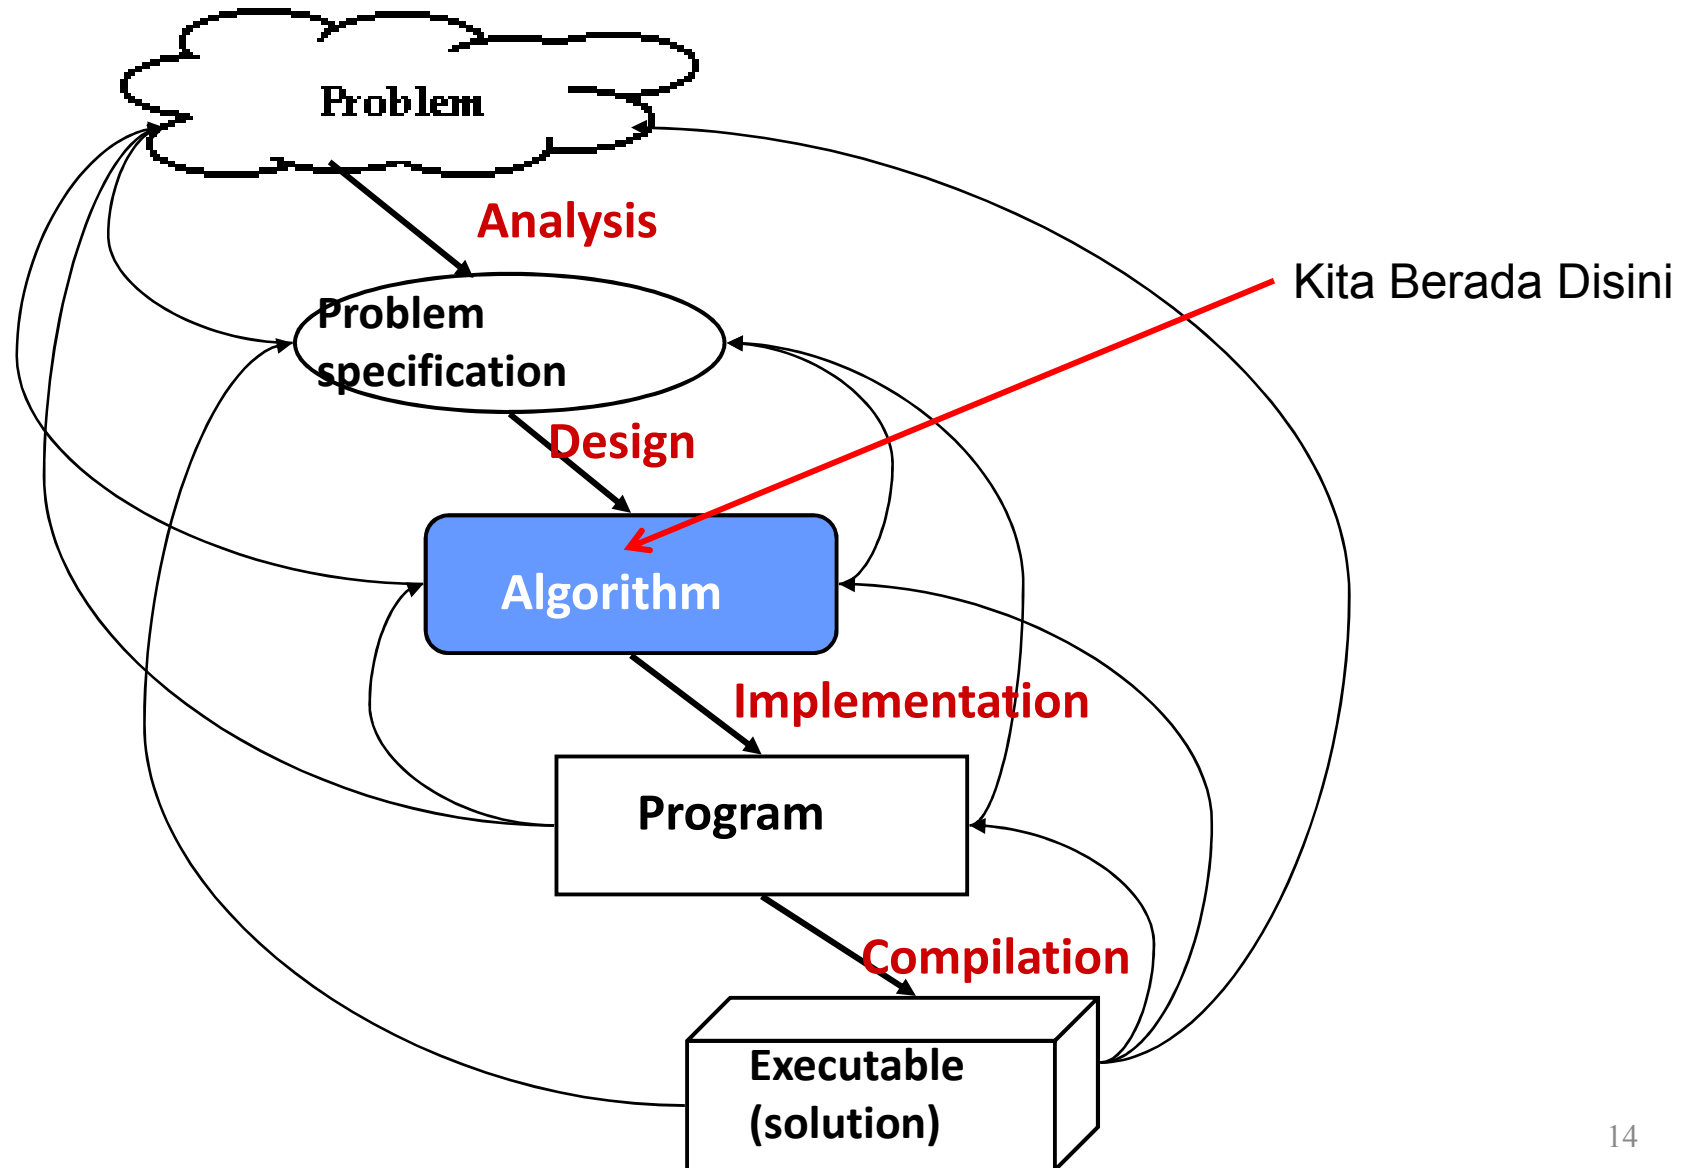 Problem
Analysis
Kita Berada Disini
Problem
specification
Design
Algorithm
Implementation
Program
Compilation
Executable
(solution)
14